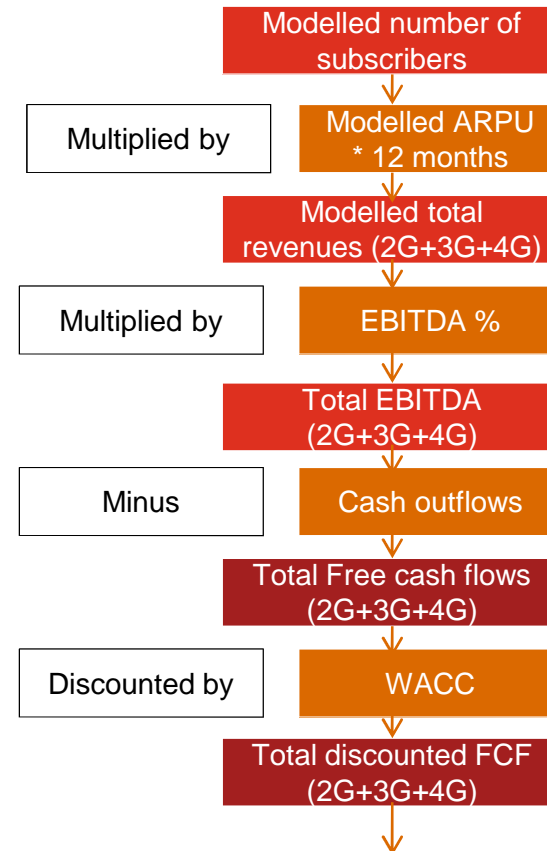 Modelled number of
subscribers
Multiplied by
Modelled ARPU
* 12 months
Modelled total
revenues (2G+3G+4G)
Multiplied by
EBITDA %
Total EBITDA
(2G+3G+4G)
Minus
Cash outflows
Total Free cash flows
(2G+3G+4G)
Discounted by
WACC
Total discounted FCF
(2G+3G+4G)